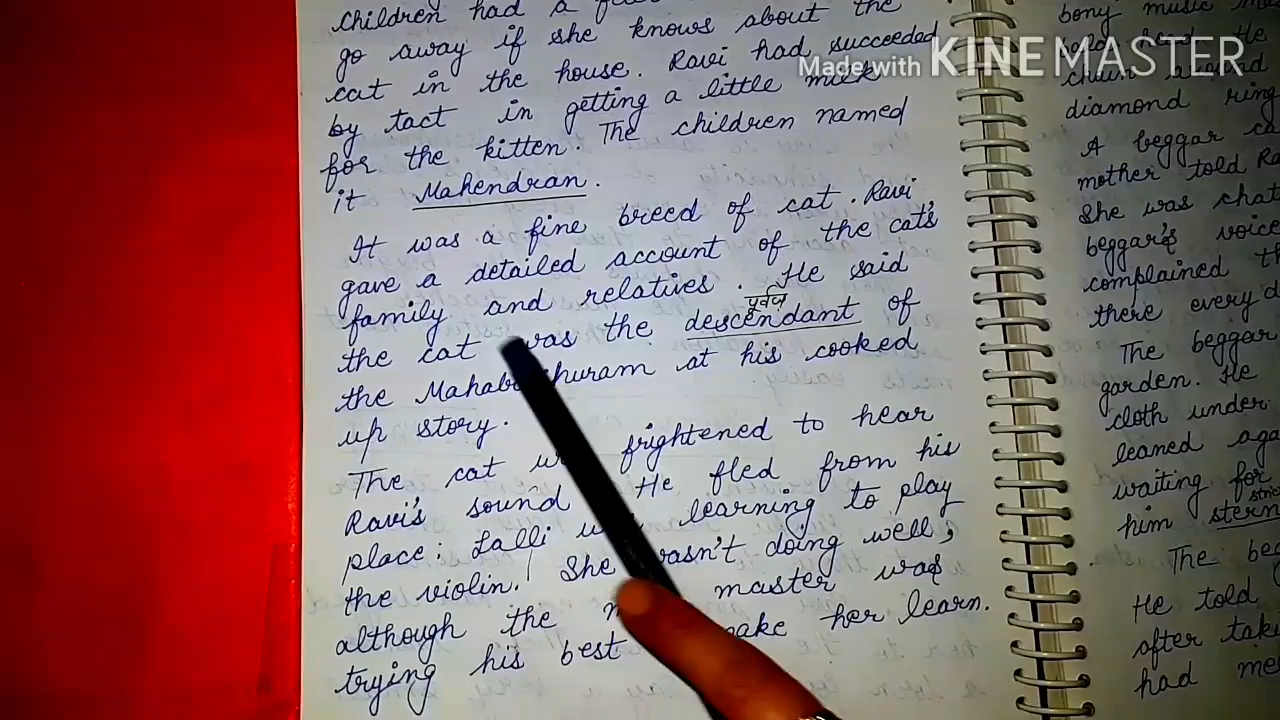 children had a
go away if she knows about the
cat in the house. Ravi had succeeded
by tact in getting a little milk
for the kitten. The children named
it Mahendran.
It was a fine breed of cat. Ravi
gave a detailed account of the cat's
family and relatives. He said
पूर्वज
the cat was the descendant of
the at his cooked
up story.
The cat frightened to hear
Ravi's sound He fled from his
place; Lalli learning to play
the violin. She wasn't doing well,
although the master was
trying his best make her learn.
Made with KINEMASTER
bony music
chain around
diamond ring
A beggar
mother told
She was
beggar's voice
complained
there every
The beggar
garden. He
cloth under
leaned
waiting for
him
The
He told
after
had